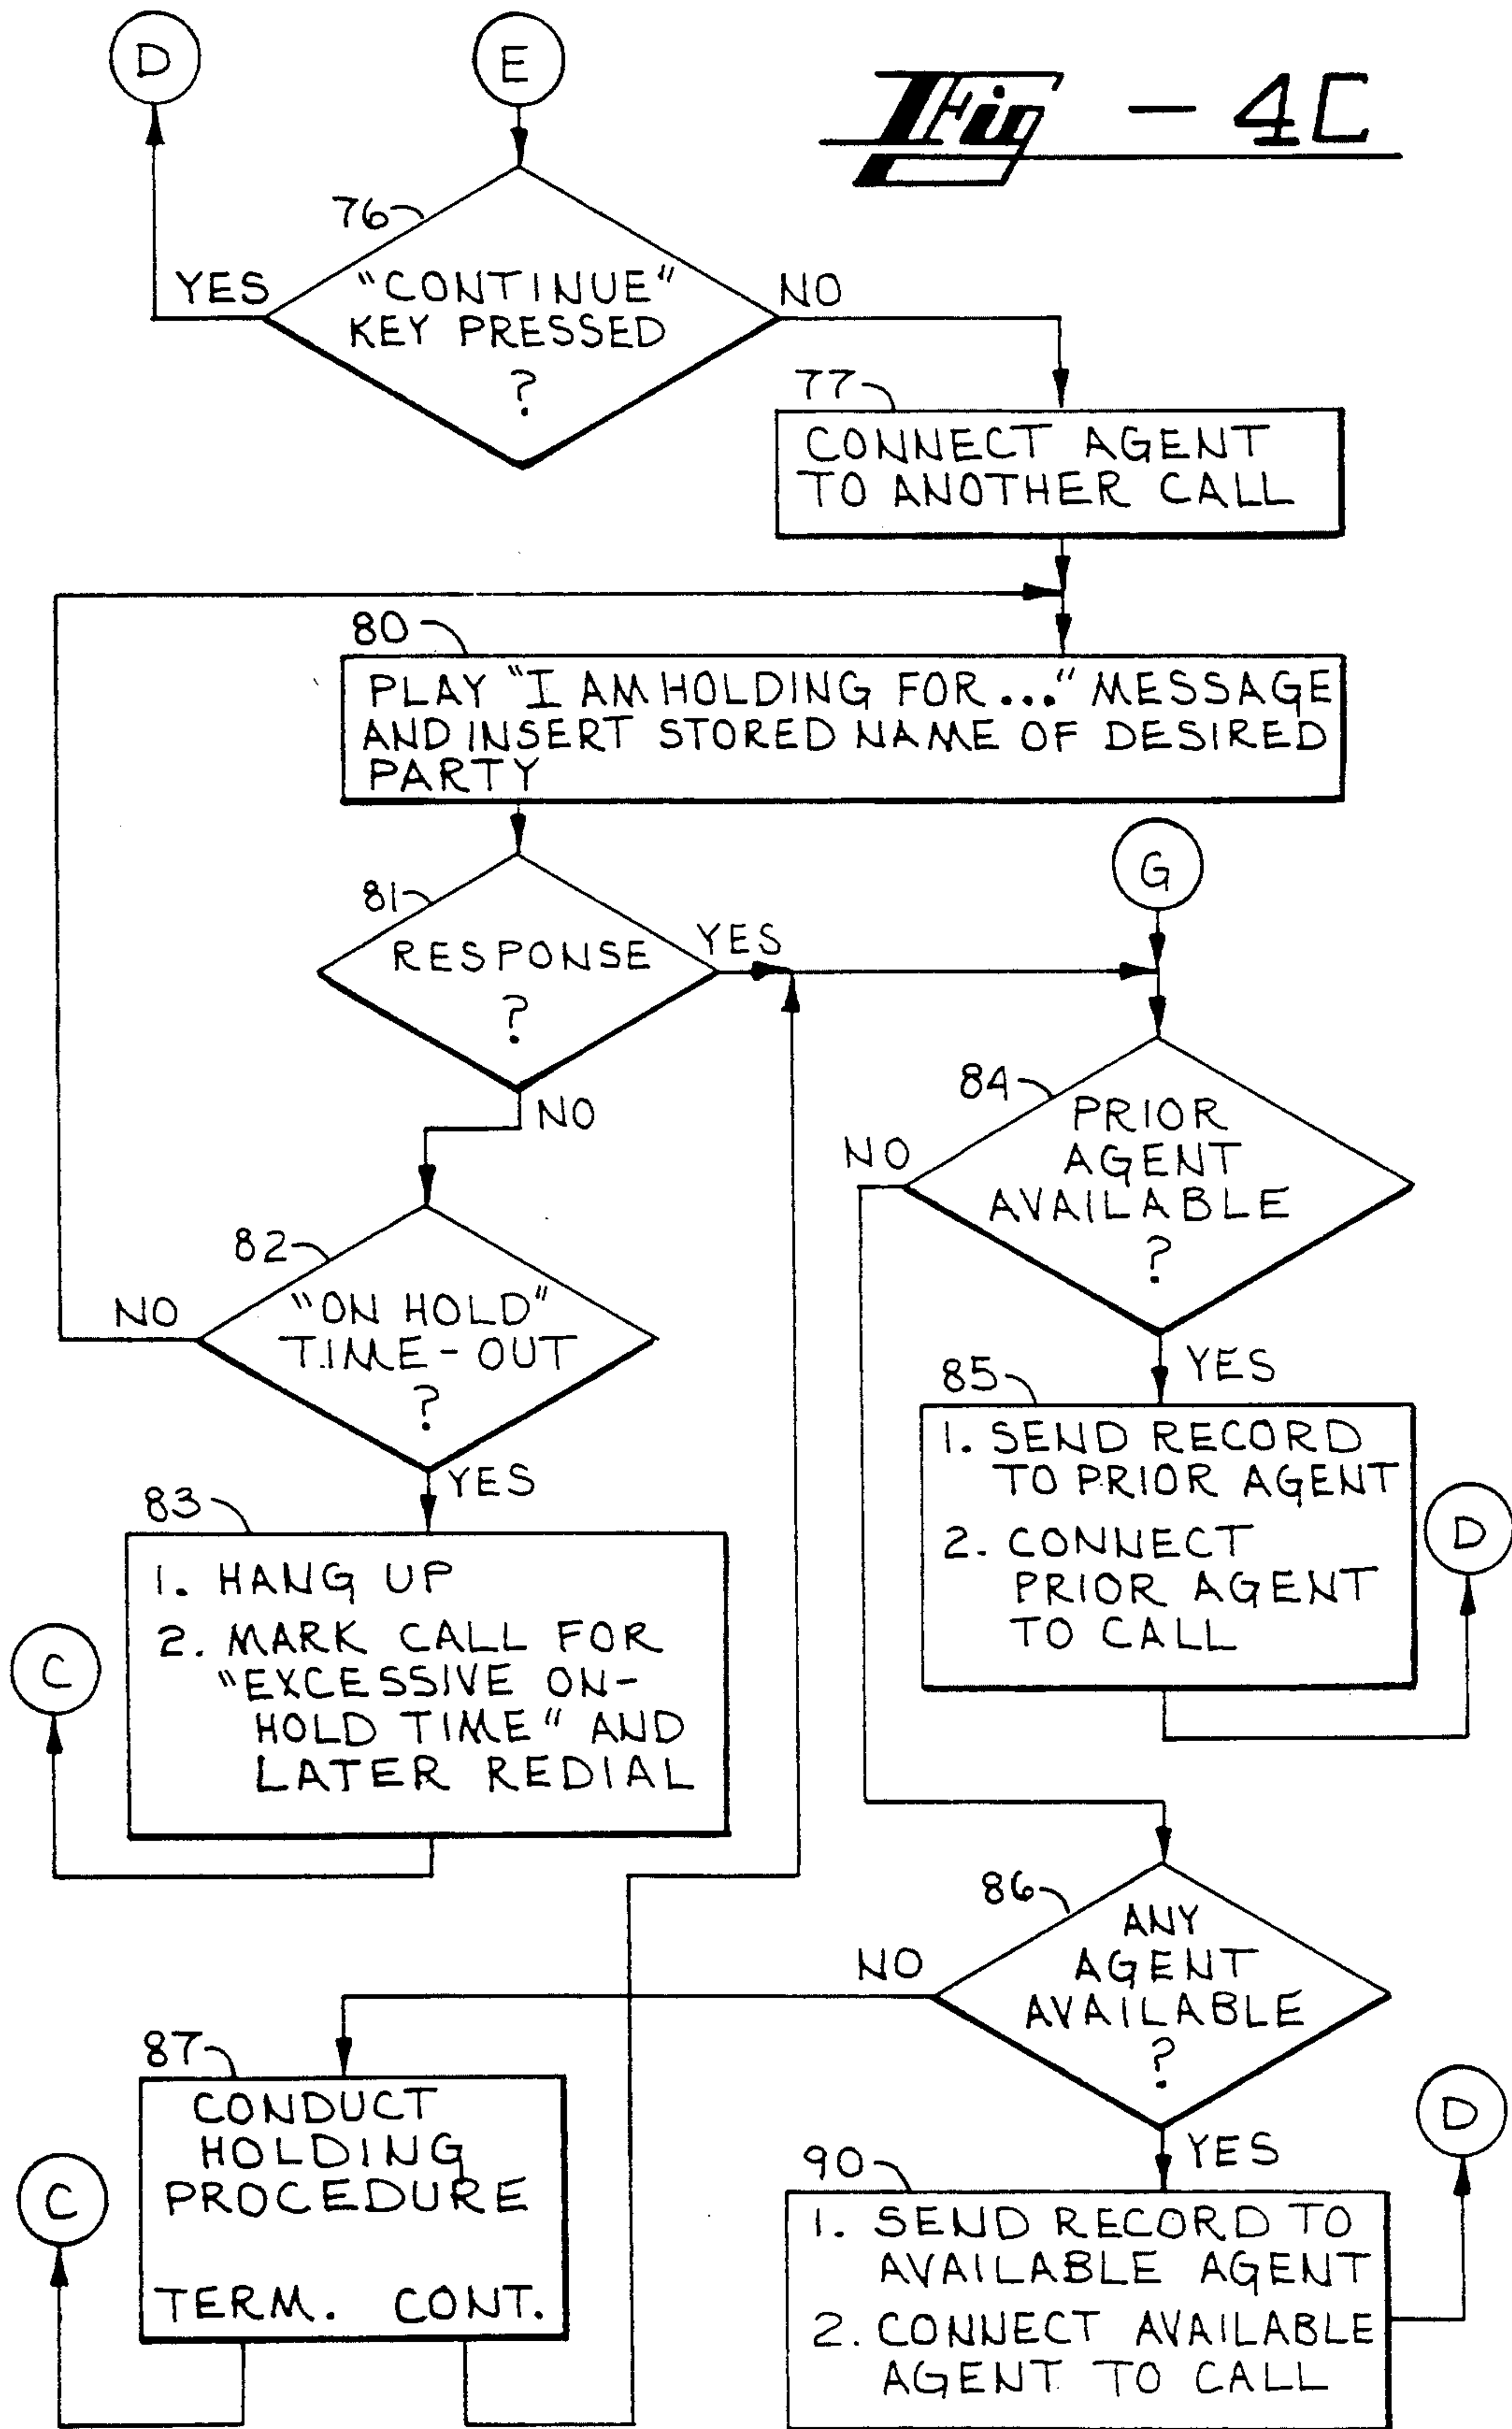 D
E
Fig - 4C
76
YES
"CONTINUE"
KEY PRESSED
?
NO
77
CONNECT AGENT
TO ANOTHER CALL
80
PLAY "I AM HOLDING FOR..." MESSAGE
AND INSERT STORED NAME OF DESIRED
PARTY
G
81
RESPONSE
?
YES
NO
84
PRIOR
AGENT
AVAILABLE
?
NO
YES
82
"ON HOLD"
TIME-OUT
?
NO
YES
85
1. SEND RECORD
TO PRIOR AGENT
2. CONNECT
PRIOR AGENT
TO CALL
D
83
1. HANG UP
2. MARK CALL FOR
"EXCESSIVE ON-
HOLD TIME" AND
LATER REDIAL
C
86
ANY
AGENT
AVAILABLE
?
NO
YES
87
CONDUCT
HOLDING
PROCEDURE
TERM. CONT.
C
90
1. SEND RECORD TO
AVAILABLE AGENT
2. CONNECT AVAILABLE
AGENT TO CALL
D